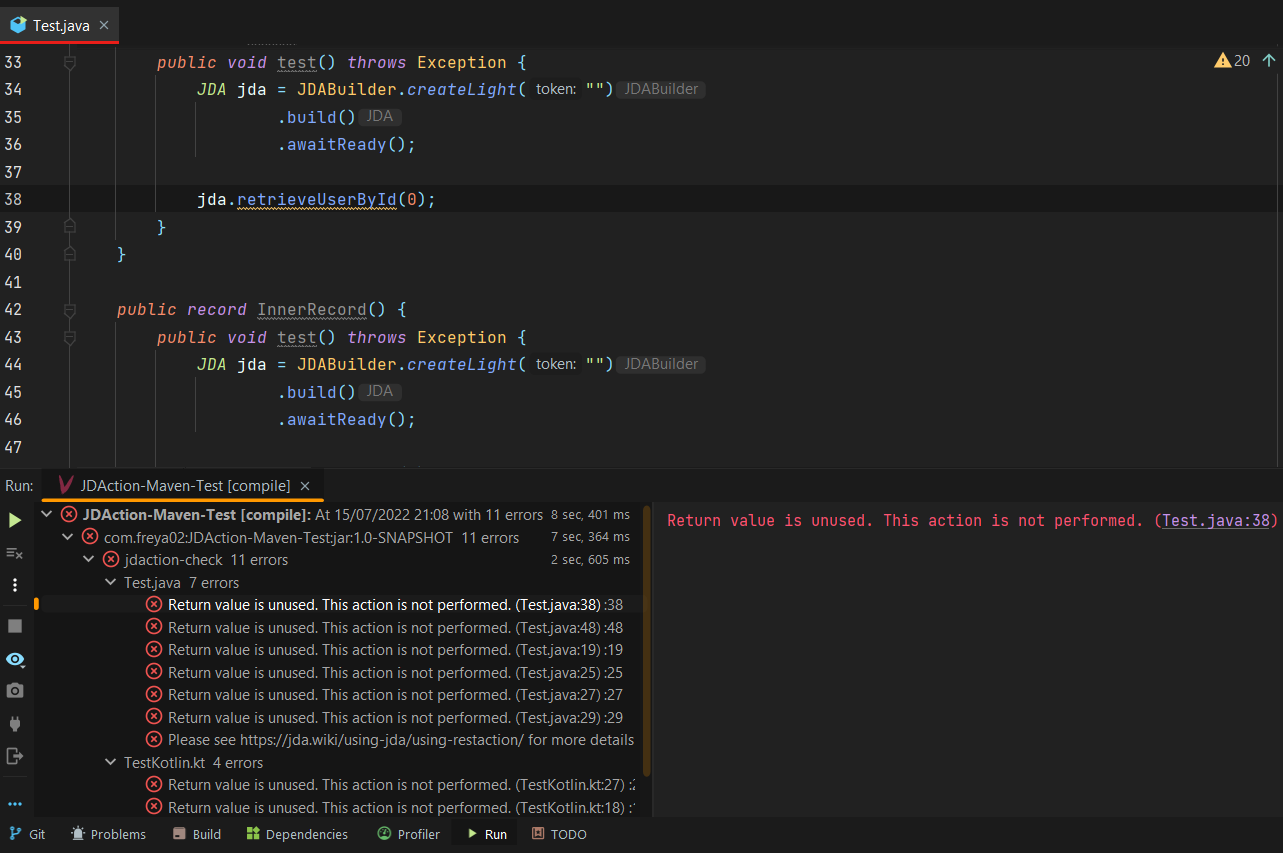 Test.java
20
33 public void test() throws Exception {
34 JDA jda = JDABuilder.createLight( token: "") JDABuilder
35 .build() JDA
36 .awaitReady();
37
38 jda.retrieveUserById(0);
39 }
40 }
41
42 public record InnerRecord() {
43 public void test() throws Exception {
44 JDA jda = JDABuilder.createLight( token: "") JDABuilder
45 .build() JDA
46 .awaitReady();
47
Run: JDAction-Maven-Test [compile]
JDAction-Maven-Test [compile]: At 15/07/2022 21:08 with 11 errors 8 sec, 401 ms
com.freya02:JDAction-Maven-Test:jar:1.0-SNAPSHOT 11 errors 7 sec, 364 ms
jdaction-check 11 errors 2 sec, 605 ms
Test.java 7 errors
Return value is unused. This action is not performed. (Test.java:38) :38
Return value is unused. This action is not performed. (Test.java:48) :48
Return value is unused. This action is not performed. (Test.java:19) :19
Return value is unused. This action is not performed. (Test.java:25) :25
Return value is unused. This action is not performed. (Test.java:27) :27
Return value is unused. This action is not performed. (Test.java:29) :29
Please see https://jda.wiki/using-jda/using-restaction/ for more details
TestKotlin.kt 4 errors
Return value is unused. This action is not performed. (TestKotlin.kt:27)
Return value is unused. This action is not performed. (TestKotlin.kt:18)
Return value is unused. This action is not performed. (Test.java:38)
Git Problems Build Dependencies Profiler Run TODO